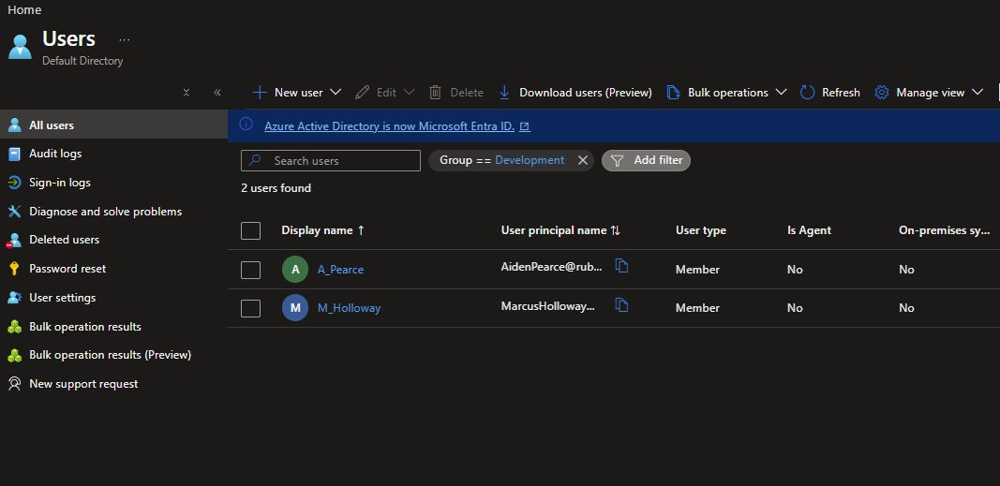 Home
Users ...
Default Directory
New user Edit Delete Download users (Preview) Bulk operations Refresh Manage view
All users
Audit logs
Sign-in logs
Diagnose and solve problems
Deleted users
Password reset
User settings
Bulk operation results
Bulk operation results (Preview)
New support request
Azure Active Directory is now Microsoft Entra ID.
Search users Group == Development Add filter
2 users found
Display name User principal name User type Is Agent On-premises sy...
A A_Pearce AidenPearce@rub... Member No No
M M_Holloway MarcusHolloway... Member No No